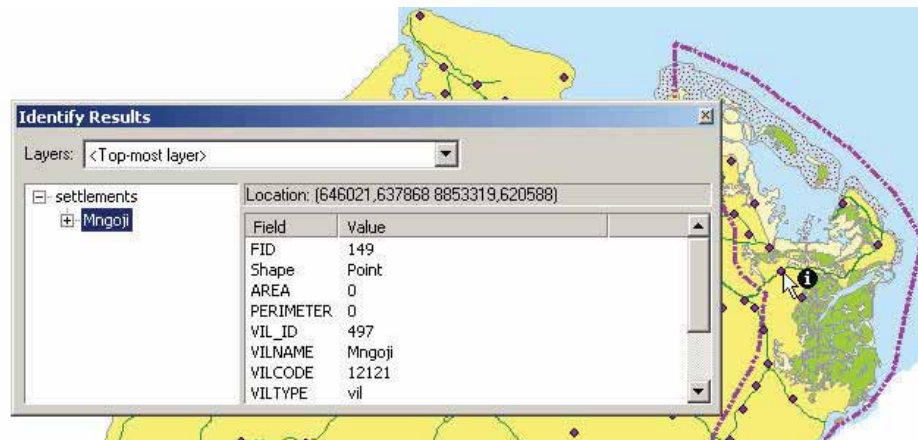 Identify Results
Layers: <Top-most layer>
settlements
Mngoji
Location: (646021,637868 8853319,620588)
Field Value
FID 149
Shape Point
AREA 0
PERIMETER 0
VIL_ID 497
VILNAME Mngoji
VILCODE 12121
VILTYPE vil